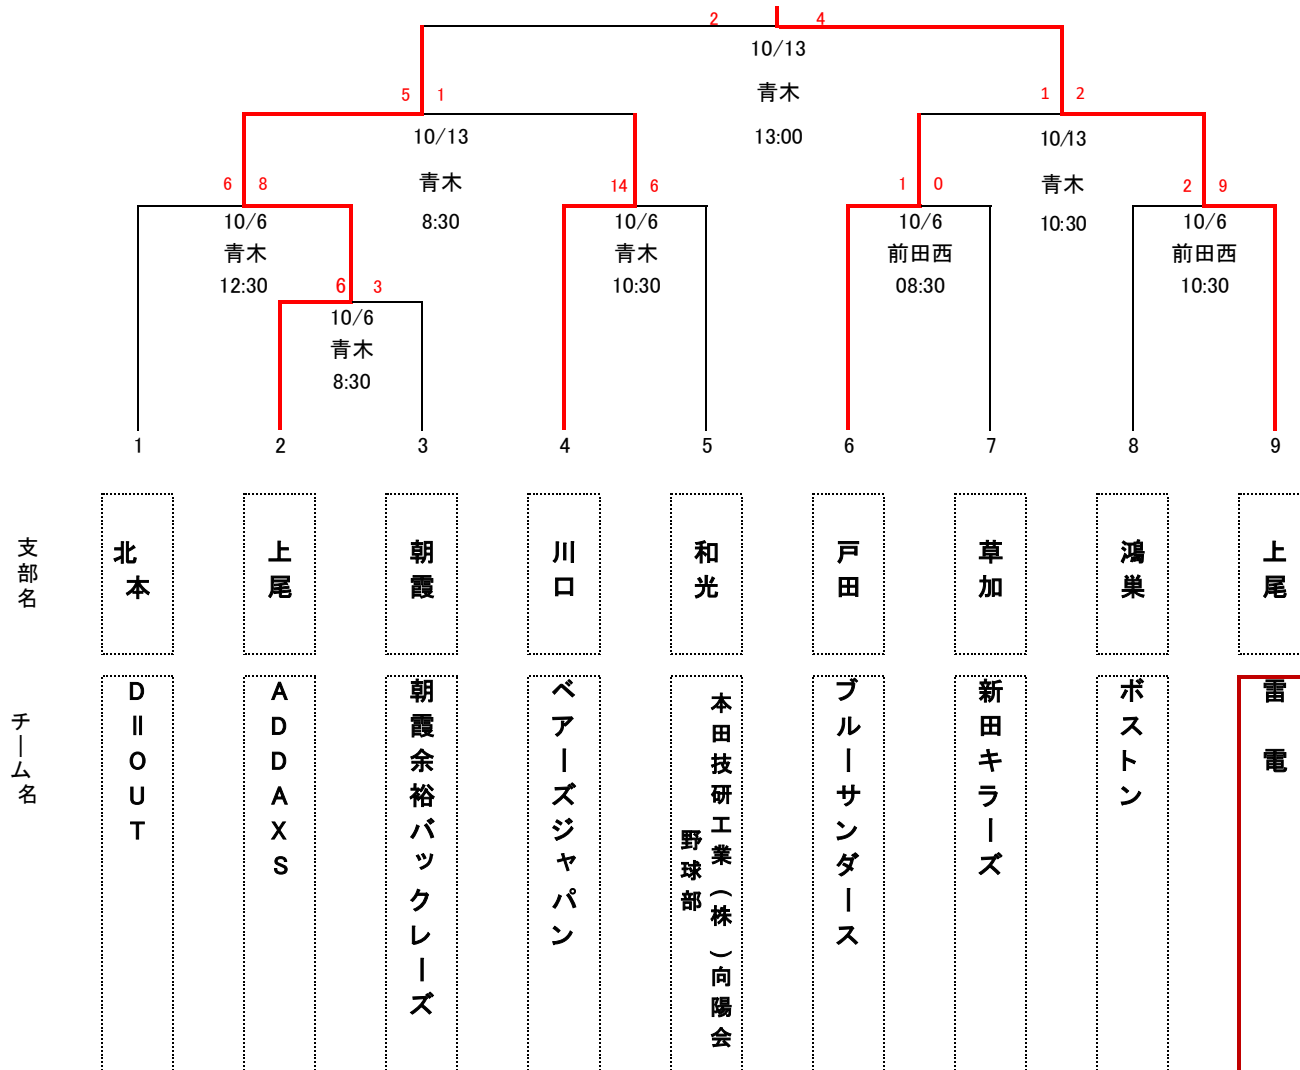 2 4
10/13
青木
13:00
5 1
10/13
青木
8:30
1 2
10/13
青木
10:30
6 8
10/6
青木
12:30
14 6
10/6
青木
10:30
1 0
10/6
前田西
08:30
2 9
10/6
前田西
10:30
6 3
10/6
青木
8:30
1 2 3 4 5 6 7 8 9
支部名
北本
上尾
朝霞
川口
和光
戸田
草加
鴻巣
上尾
チーム名
D=OUT
ADDAXS
朝霞余裕バックレーズ
ベアーズジャパン
本田技研工業(株)向陽会
野球部
ブルーサンダース
新田キラーズ
ボストン
雷電